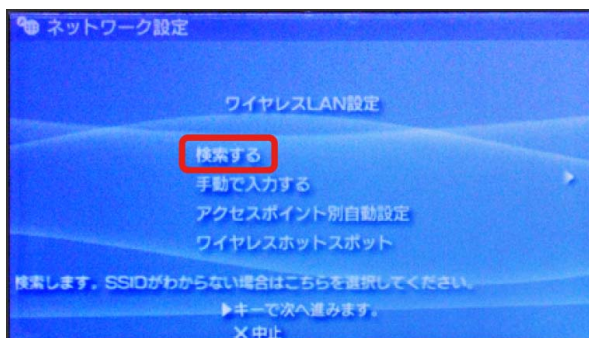 ネットワーク設定
ワイヤレスLAN設定
検索する
手動で入力する
アクセスポイント別自動設定
ワイヤレスホットスポット
検索します。SSIDがわからない場合はこちらを選択してください。
▶キーで次へ進みます。
✕中止